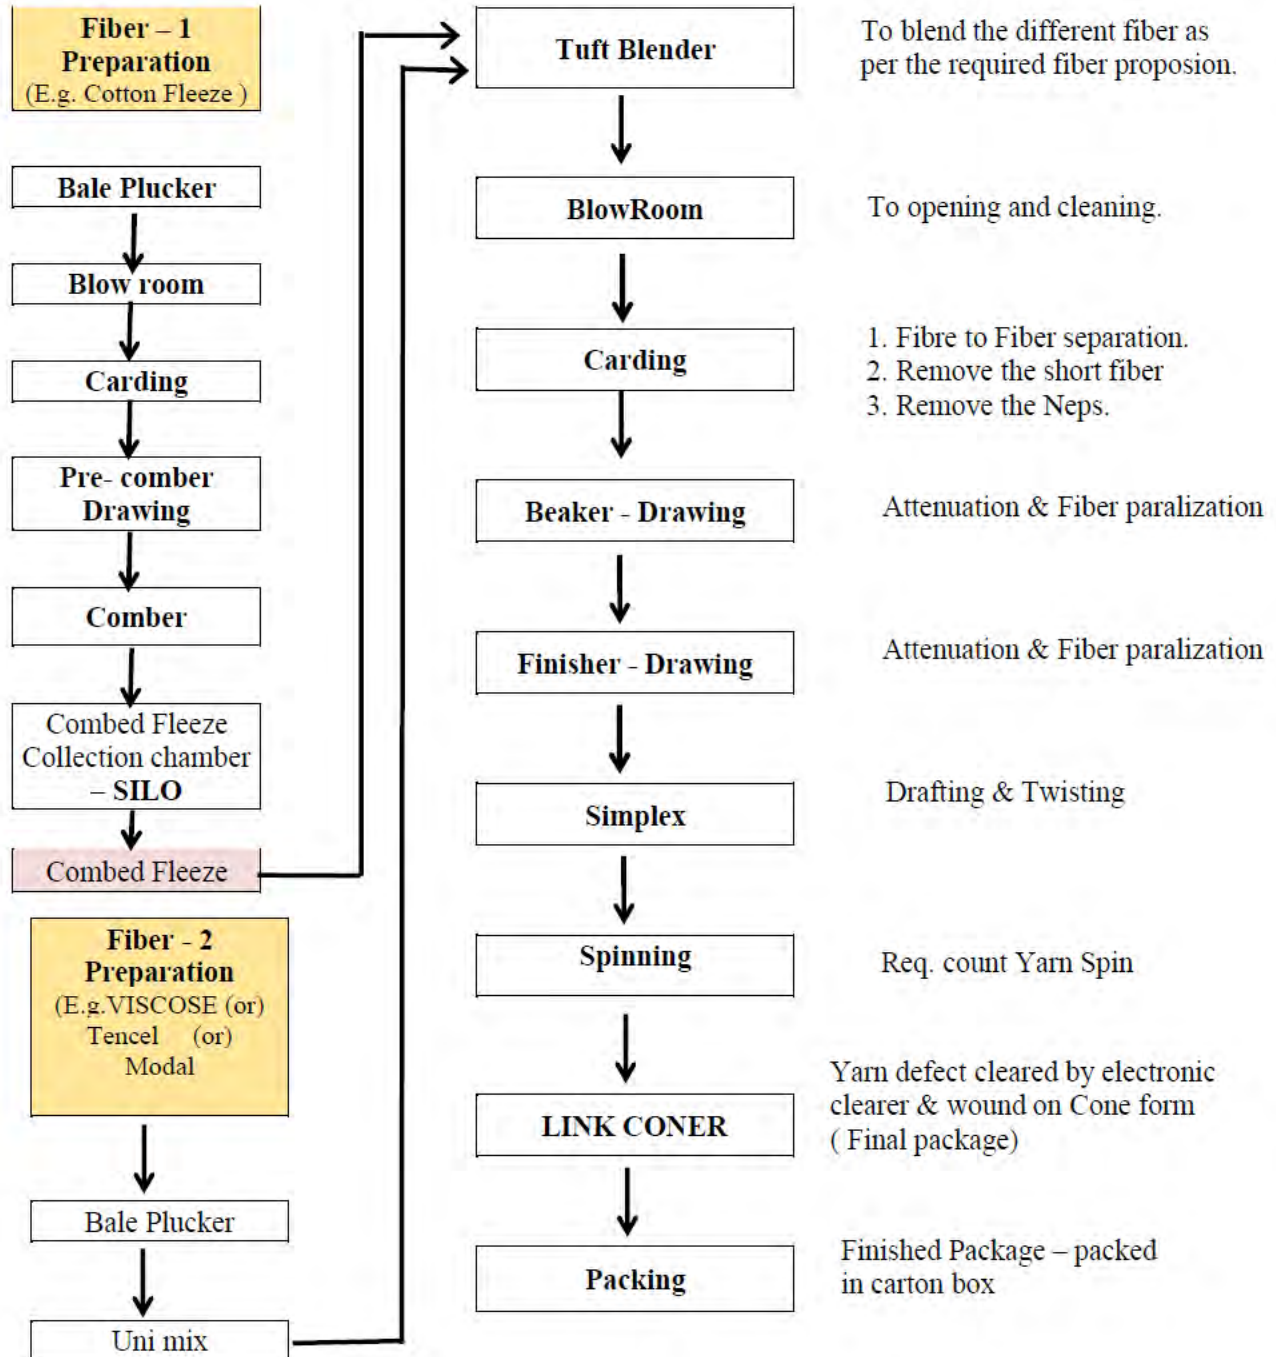 Fiber – 1
Preparation
(E.g. Cotton Fleeze )
Bale Plucker
Blow room
Carding
Pre- comber
Drawing
Comber
Combed Fleeze
Collection chamber
– SILO
Combed Fleeze
Fiber - 2
Preparation
(E.g.VISCOSE (or)
Tencel (or)
Modal
Bale Plucker
Uni mix
Tuft Blender
To blend the different fiber as
per the required fiber proposion.
BlowRoom
To opening and cleaning.
Carding
1. Fibre to Fiber separation.
2. Remove the short fiber
3. Remove the Neps.
Beaker - Drawing
Attenuation & Fiber paralization
Finisher - Drawing
Attenuation & Fiber paralization
Simplex
Drafting & Twisting
Spinning
Req. count Yarn Spin
LINK CONER
Yarn defect cleared by electronic
clearer & wound on Cone form
( Final package)
Packing
Finished Package – packed
in carton box